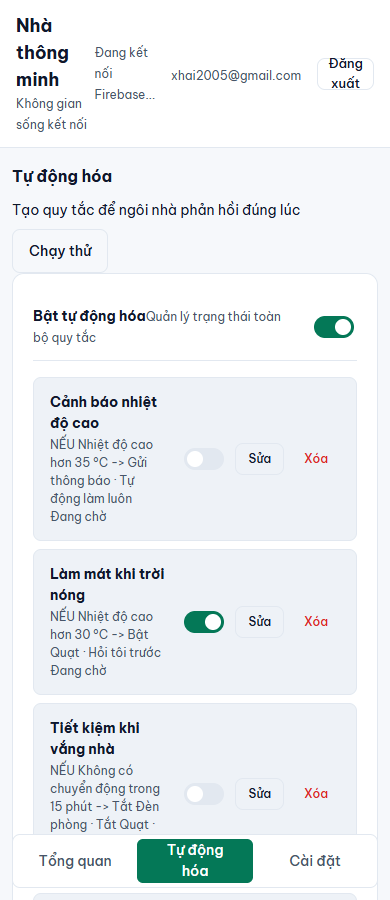 Nhà
thông
minh
Không gian
sống kết nối
Đang kết
nối
Firebase...
xhai2005@gmail.com
Đăng
xuất
Tự động hóa
Tạo quy tắc để ngôi nhà phản hồi đúng lúc
Chạy thử
Bật tự động hóaQuản lý trạng thái toàn
bộ quy tắc
Cảnh báo nhiệt
độ cao
NẾU Nhiệt độ cao
hơn 35 °C -> Gửi
thông báo · Tự
động làm luôn
Đang chờ
Sửa
Xóa
Làm mát khi trời
nóng
NẾU Nhiệt độ cao
hơn 30 °C -> Bật
Quạt · Hỏi tôi trước
Đang chờ
Sửa
Xóa
Tiết kiệm khi
vắng nhà
NẾU Không có
chuyển động trong
15 phút -> Tắt Đèn
phòng · Tắt Quạt ·
Sửa
Xóa
Tổng quan
Tự động
hóa
Cài đặt